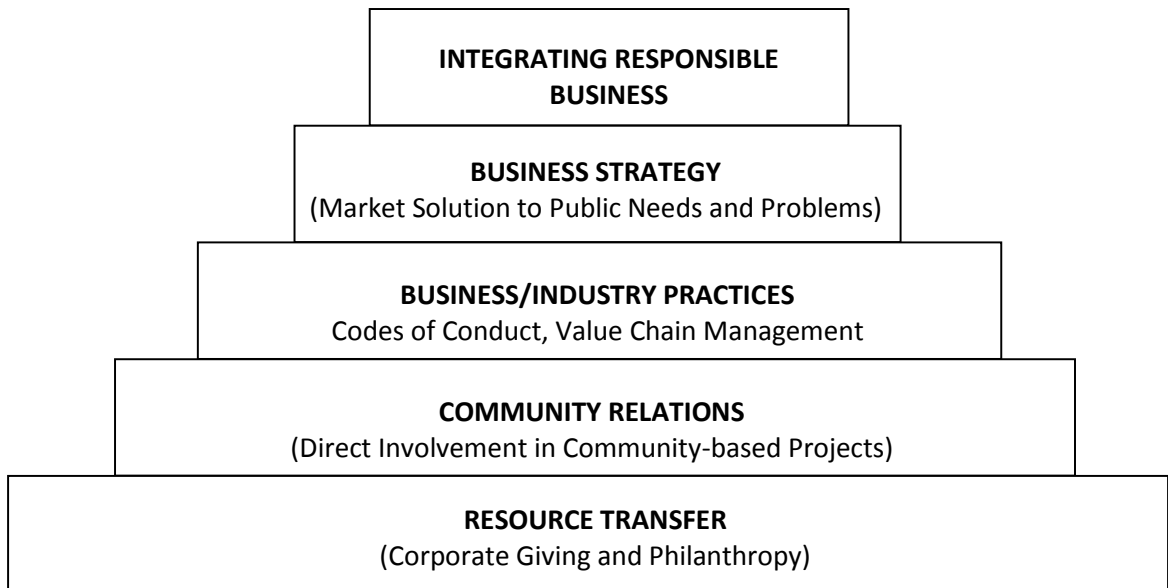 INTEGRATING RESPONSIBLE
BUSINESS
BUSINESS STRATEGY
(Market Solution to Public Needs and Problems)
BUSINESS/INDUSTRY PRACTICES
Codes of Conduct, Value Chain Management
COMMUNITY RELATIONS
(Direct Involvement in Community-based Projects)
RESOURCE TRANSFER
(Corporate Giving and Philanthropy)